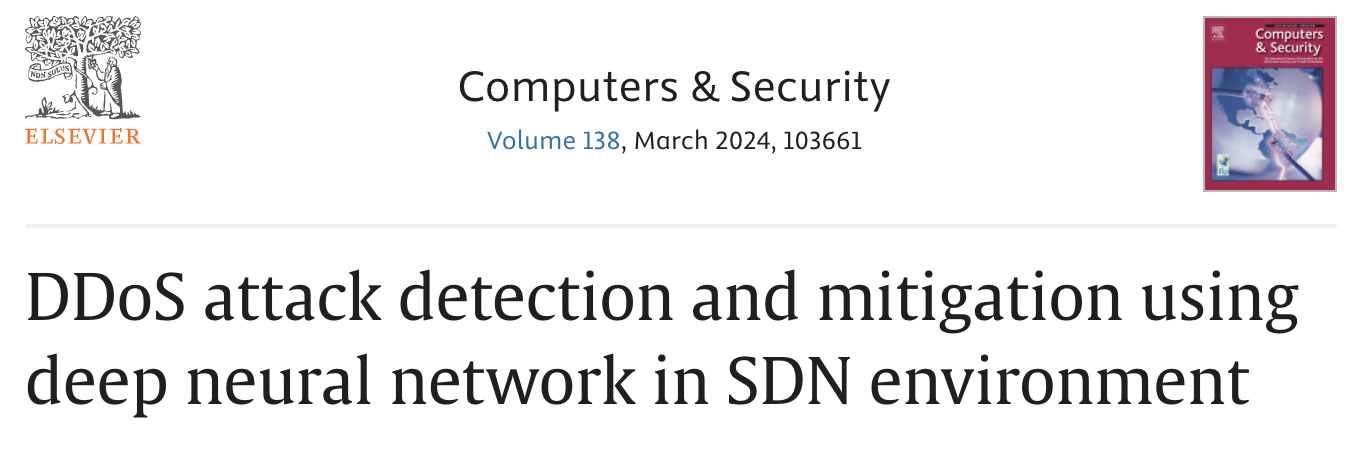 NON SOLUS
ELSEVIER
Computers & Security
Volume 138, March 2024, 103661
Computers
& Security
DDoS attack detection and mitigation using
deep neural network in SDN environment